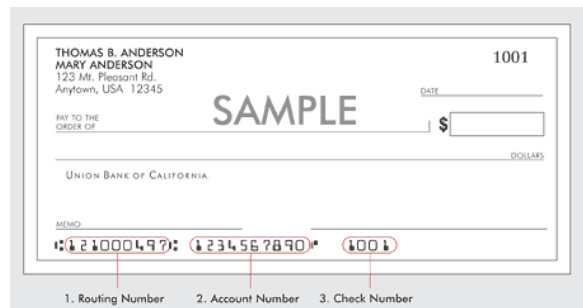 THOMAS B. ANDERSON
MARY ANDERSON
123 Mt. Pleasant Rd.
Anytown, USA 12345
1001
DATE
SAMPLE
PAY TO THE
ORDER OF
$
DOLLARS
UNION BANK OF CALIFORNIA
MEMO
⑆121000497⑆ 1234567890⑈ 1001
1. Routing Number 2. Account Number 3. Check Number